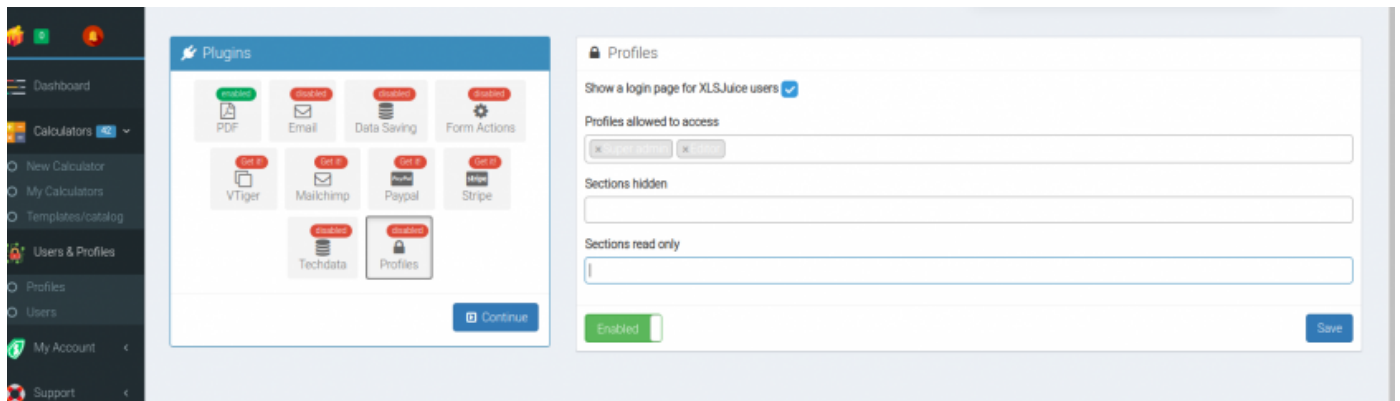 0
Dashboard
Calculators 42
New Calculator
My Calculators
Templates/catalog
Users & Profiles
Profiles
Users
My Account
Support
Plugins
enabled
PDF
disabled
Email
disabled
Data Saving
disabled
Form Actions
Get it!
VTiger
Get it!
Mailchimp
Get it!
PayPal
Paypal
Get it!
stripe
Stripe
disabled
Techdata
disabled
Profiles
Continue
Profiles
Show a login page for XLSJuice users
Profiles allowed to access
×Super admin ×Editor
Sections hidden
Sections read only
Enabled
Save